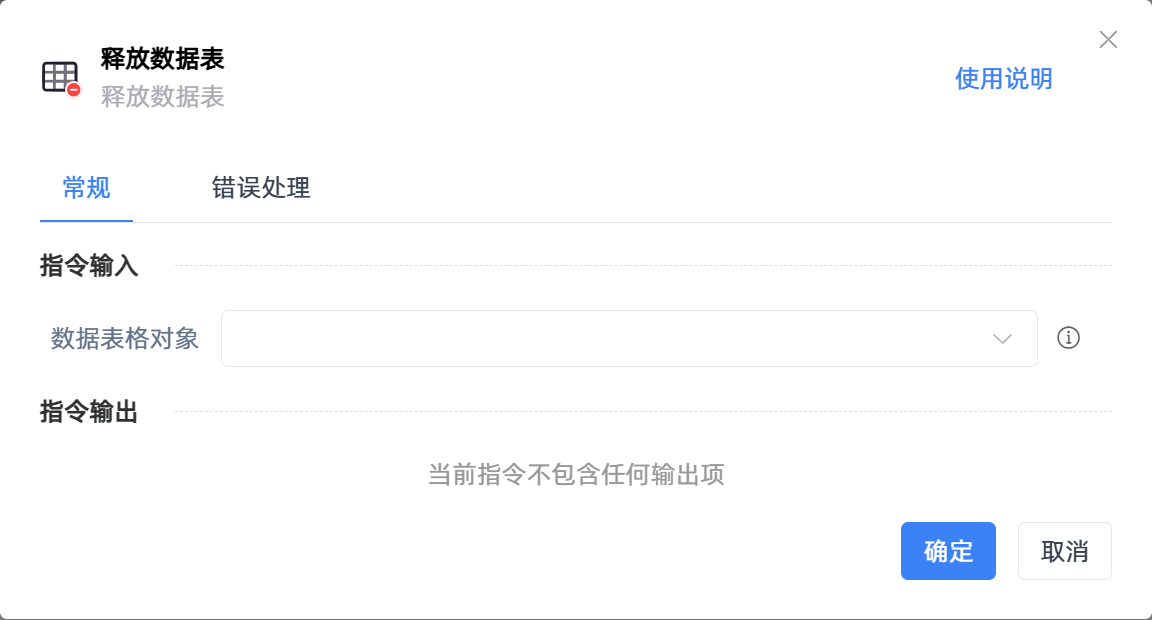 释放数据表
释放数据表
使用说明
常规
错误处理
指令输入
数据表格对象
指令输出
当前指令不包含任何输出项
确定
取消